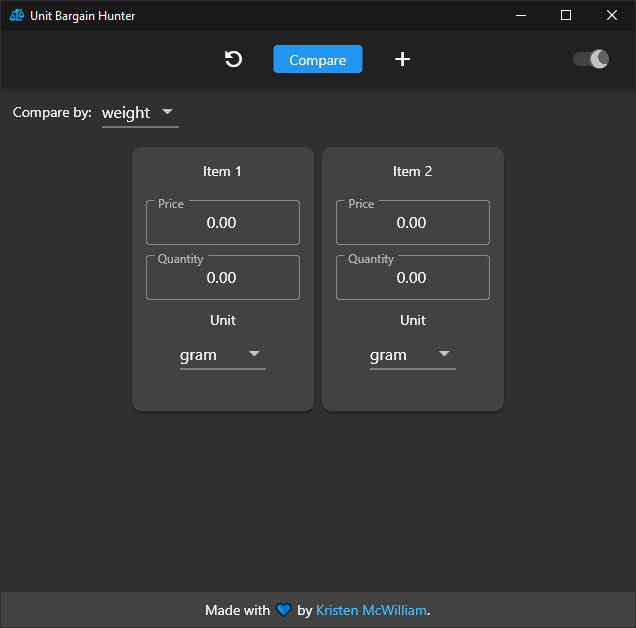 Unit Bargain Hunter
Compare
Compare by: weight
Item 1
Price
0.00
Quantity
0.00
Unit
gram
Item 2
Price
0.00
Quantity
0.00
Unit
gram
Made with 💙 by Kristen McWilliam.